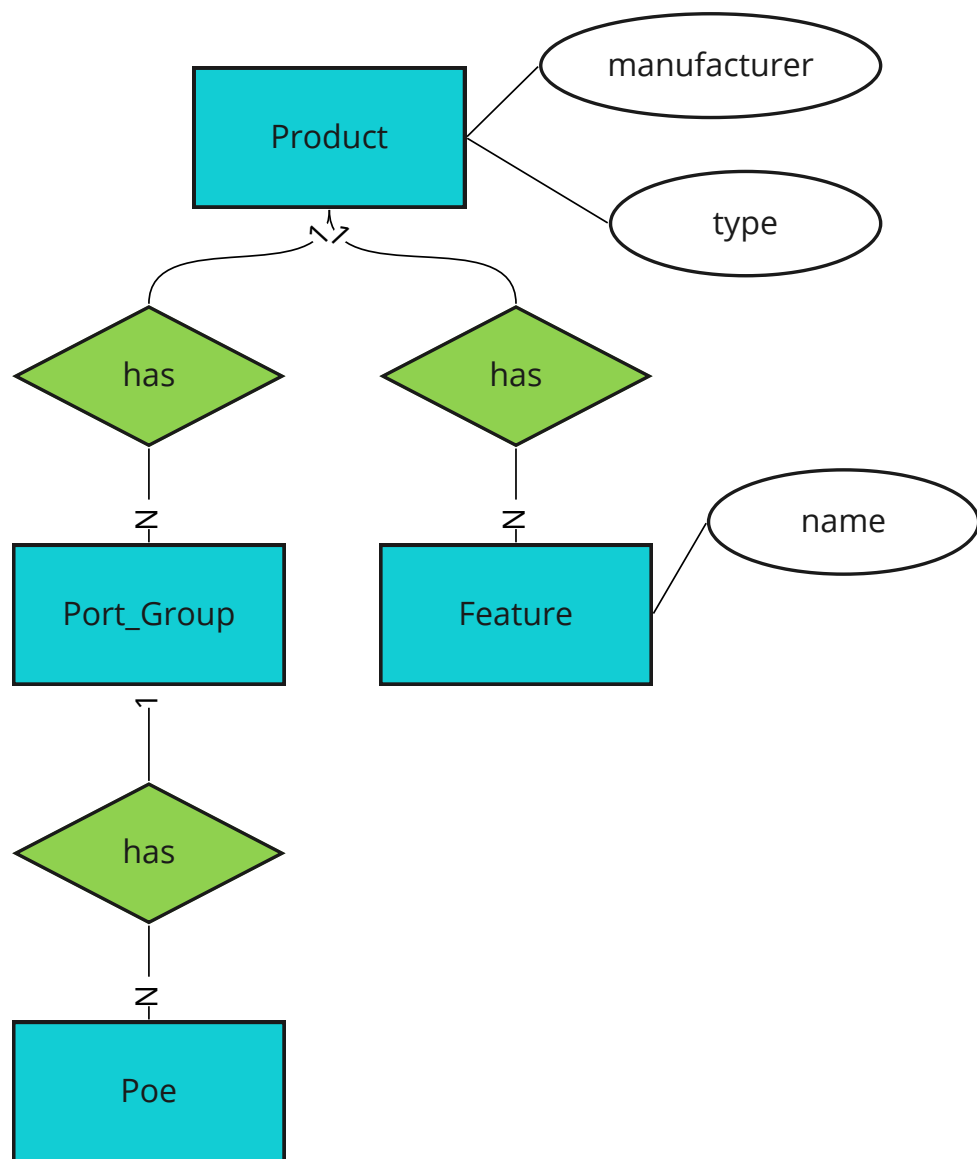 manufacturer
Product
type
1
1
has
has
N
N
name
Port_Group
Feature
1
has
N
Poe